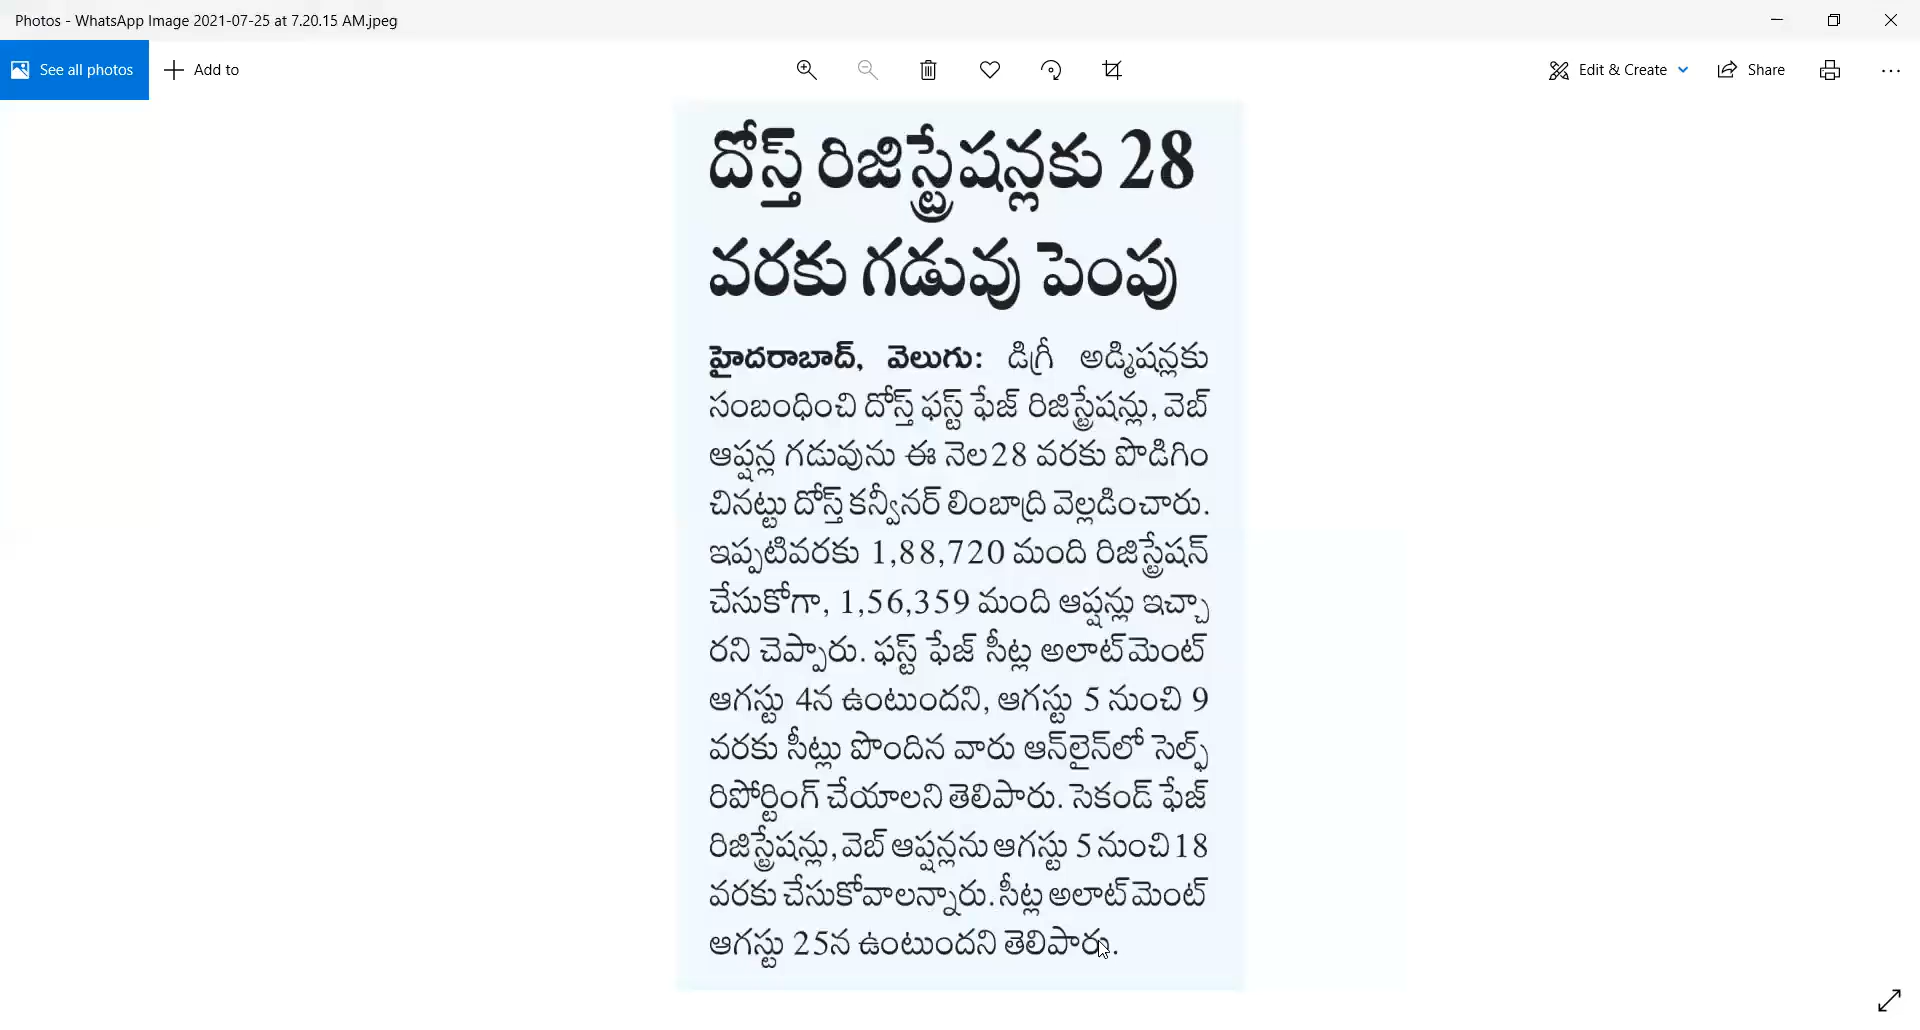 Photos - WhatsApp Image 2021-07-25 at 7.20.15 AM.jpeg
See all photos
Add to
Edit & Create
Share
దోస్త్ రిజిస్ట్రేషన్లకు 28
వరకు గడువు పెంపు
హైదరాబాద్, వెలుగు: డిగ్రీ అడ్మిషన్లకు
సంబంధించి దోస్త్ ఫస్ట్ ఫేజ్ రిజిస్ట్రేషన్లు, వెబ్
ఆప్షన్ల గడువును ఈ నెల28 వరకు పొడిగిం
చినట్టు దోస్త్ కన్వీనర్ లింబాద్రి వెల్లడించారు.
ఇప్పటివరకు 1,88,720 మంది రిజిస్ట్రేషన్
చేసుకోగా, 1,56,359 మంది ఆప్షన్లు ఇచ్చా
రని చెప్పారు. ఫస్ట్ ఫేజ్ సీట్ల అలాట్‌మెంట్
ఆగస్టు 4న ఉంటుందని, ఆగస్టు 5 నుంచి 9
వరకు సీట్లు పొందిన వారు ఆన్‌లైన్‌లో సెల్ఫ్
రిపోర్టింగ్ చేయాలని తెలిపారు. సెకండ్ ఫేజ్
రిజిస్ట్రేషన్లు, వెబ్ ఆప్షన్లను ఆగస్టు 5 నుంచి 18
వరకు చేసుకోవాలన్నారు. సీట్ల అలాట్‌మెంట్
ఆగస్టు 25న ఉంటుందని తెలిపారు.